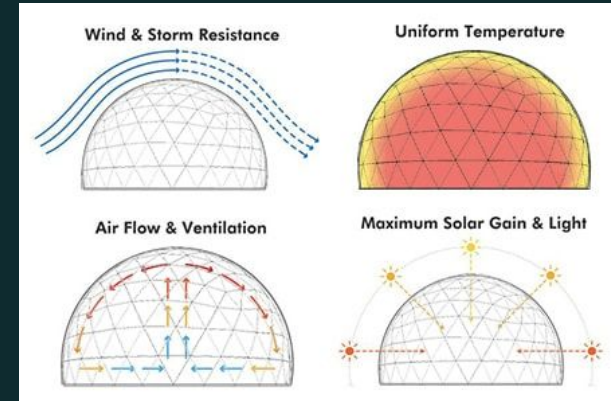 Wind & Storm Resistance
Uniform Temperature
Air Flow & Ventilation
Maximum Solar Gain & Light